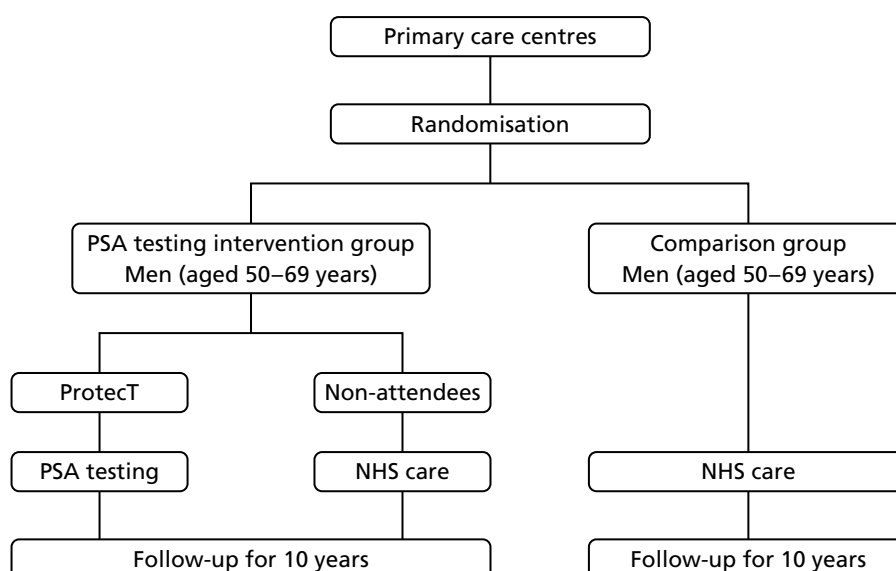 Primary care centres
Randomisation
PSA testing intervention group
Men (aged 50–69 years)
Comparison group
Men (aged 50–69 years)
ProtecT
Non-attendees
PSA testing
NHS care
NHS care
Follow-up for 10 years
Follow-up for 10 years